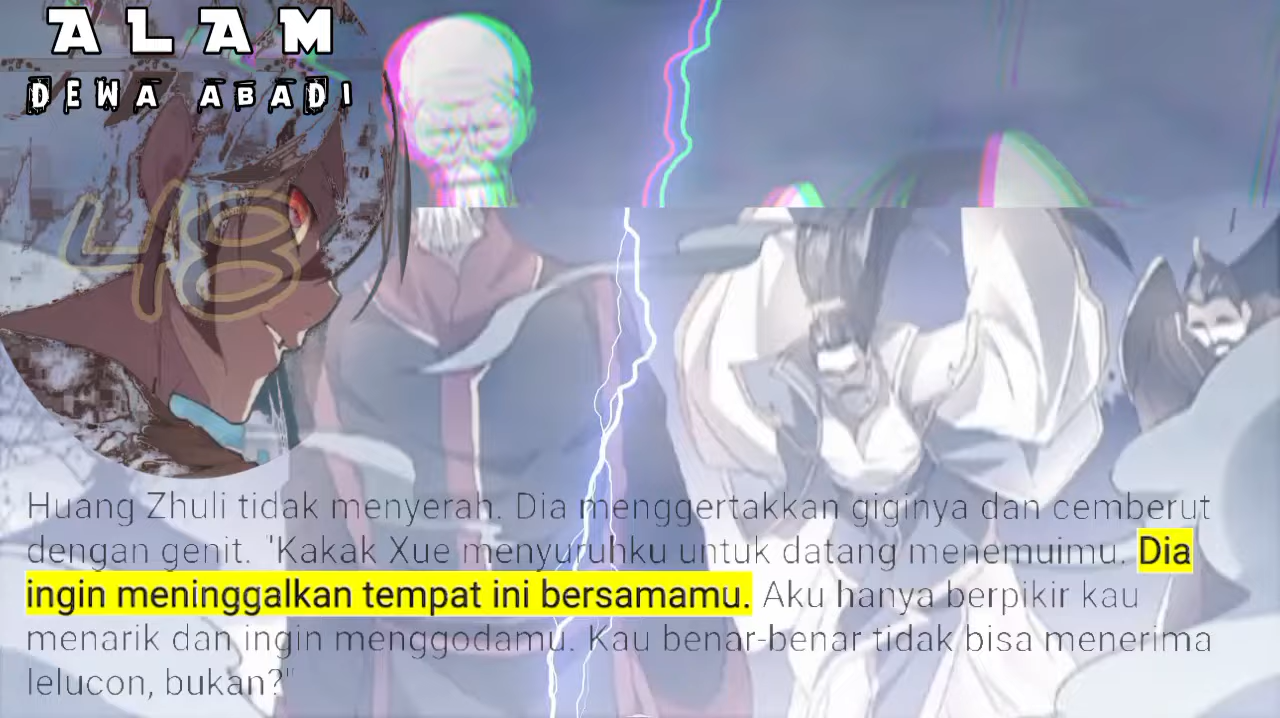 ALAM
DEWA ABADI
48
Huang Zhuli tidak menyerah. Dia menggertakkan giginya dan cemberut
dengan genit. "Kakak Xue menyuruhku untuk datang menemuimu. Dia
ingin meninggalkan tempat ini bersamamu. Aku hanya berpikir kau
menarik dan ingin menggodamu. Kau benar-benar tidak bisa menerima
lelucon, bukan?"